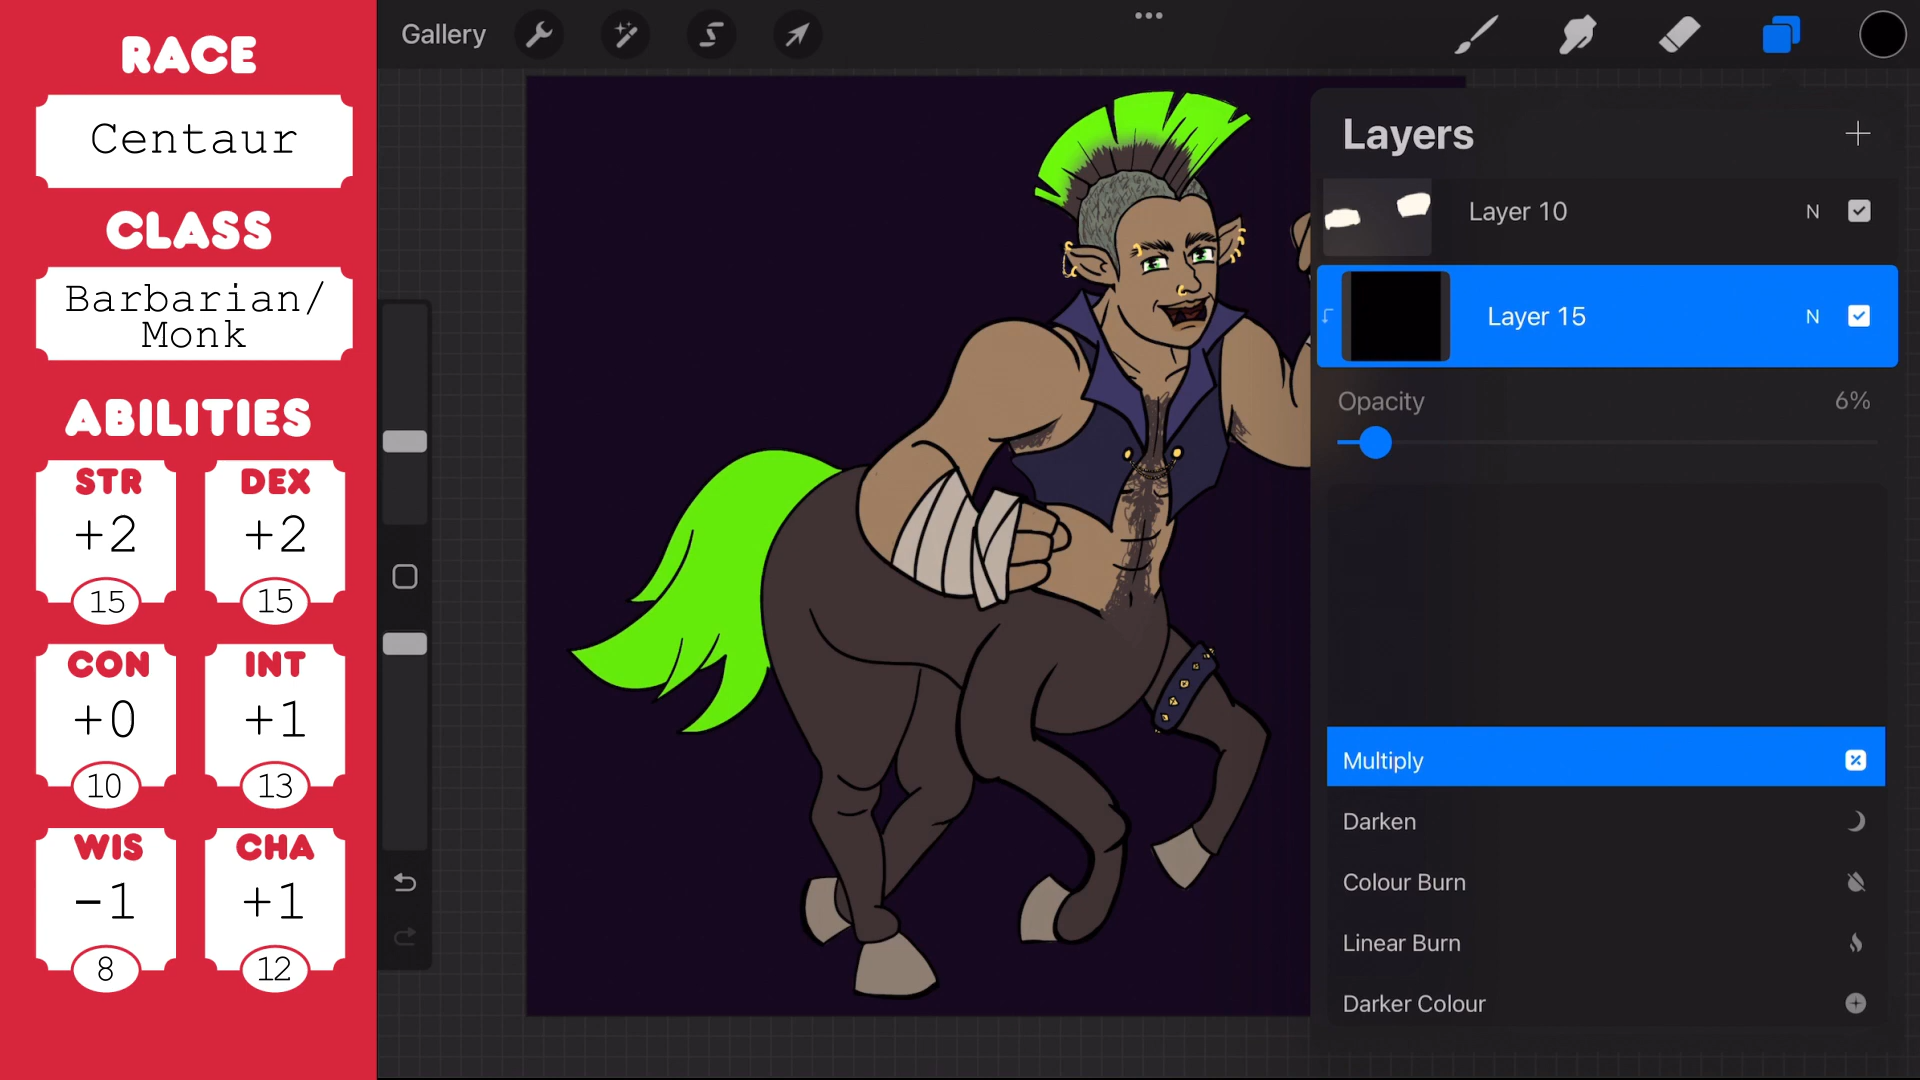 RACE
Centaur
CLASS
Barbarian/
Monk
ABILITIES
STR
+2
15
DEX
+2
15
CON
+0
10
INT
+1
13
WIS
-1
8
CHA
+1
12
Gallery
Layers
Layer 10
N
Layer 15
N
Opacity
6%
Multiply
Darken
Colour Burn
Linear Burn
Darker Colour